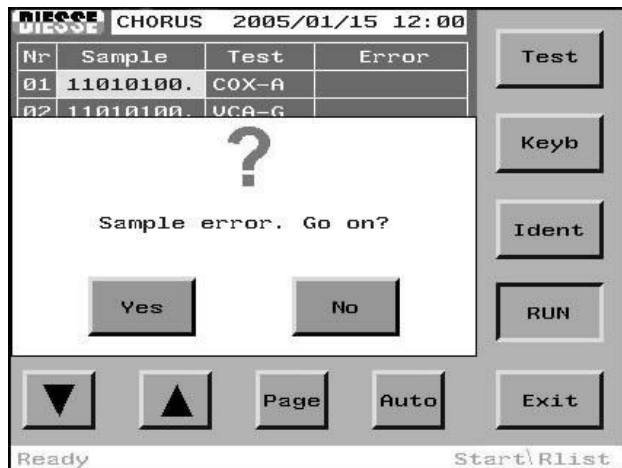 DIESSE CHORUS 2005/01/15 12:00
Nr Sample Test Error
01 11010100. COX-A
02 11010100. VCA-G
?
Sample error. Go on?
Yes No
Test
Keyb
Ident
RUN
Page Auto Exit
Ready Start\Rlist